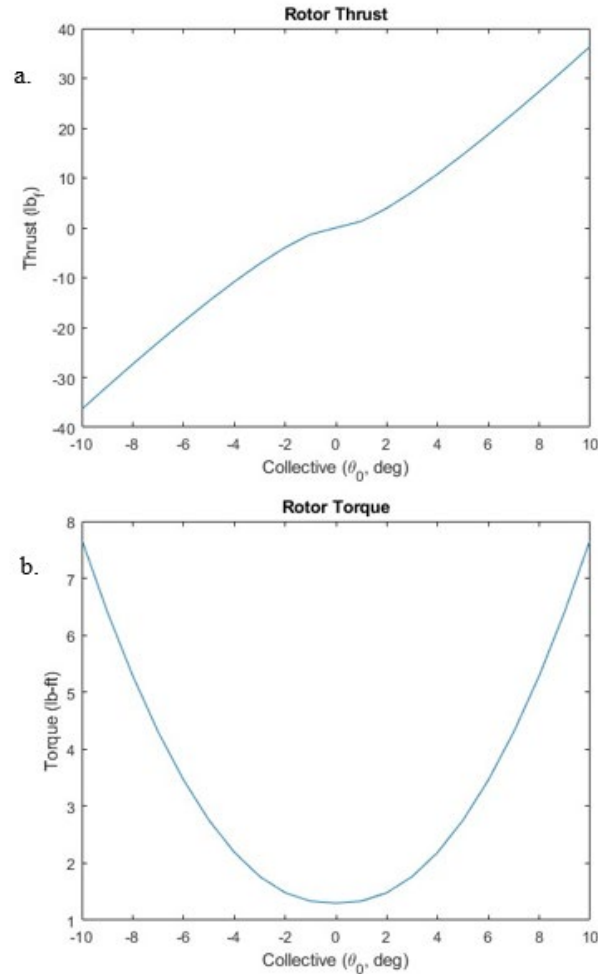 Rotor Thrust
a.
40
30
20
10
0
-10
-20
-30
-40
Thrust (lbf)
-10 -8 -6 -4 -2 0 2 4 6 8 10
Collective (θ0, deg)
Rotor Torque
b.
8
7
6
5
4
3
2
1
Torque (lb-ft)
-10 -8 -6 -4 -2 0 2 4 6 8 10
Collective (θ0, deg)